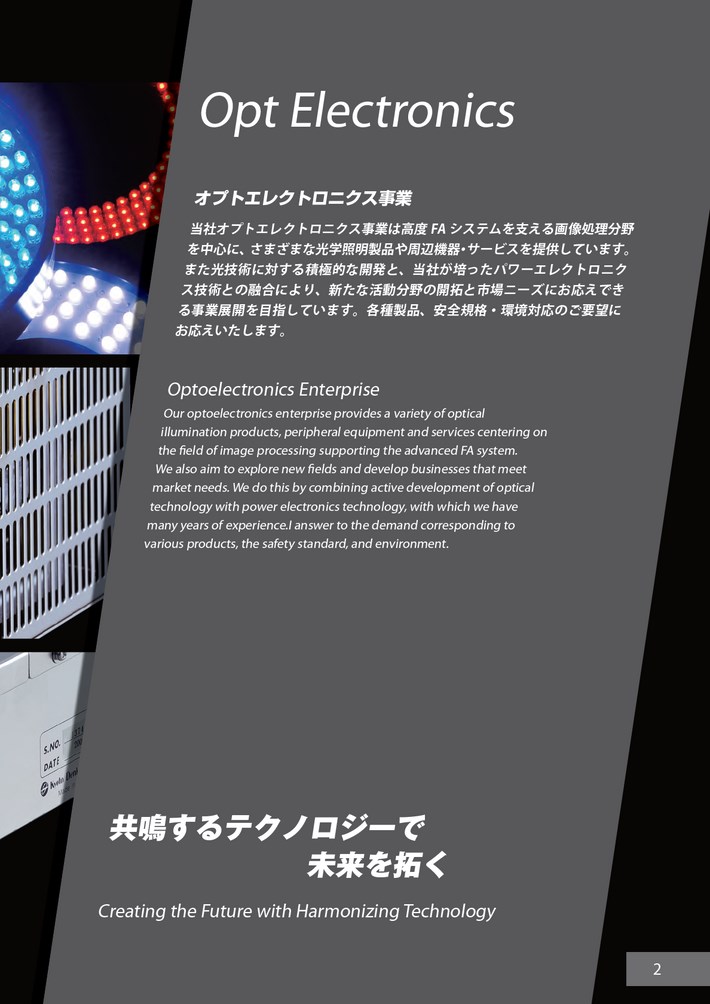 Opt Electronics
オプトエレクトロニクス事業
当社オプトエレクトロニクス事業は高度 FA システムを支える画像処理分野
を中心に、さまざまな光学照明製品や周辺機器・サービスを提供しています。
また光技術に対する積極的な開発と、当社が培ったパワーエレクトロニク
ス技術との融合により、新たな活動分野の開拓と市場ニーズにお応えでき
る事業展開を目指しています。各種製品、安全規格・環境対応のご要望に
お応えいたします。
Optoelectronics Enterprise
Our optoelectronics enterprise provides a variety of optical
illumination products, peripheral equipment and services centering on
the field of image processing supporting the advanced FA system.
We also aim to explore new fields and develop businesses that meet
market needs. We do this by combining active development of optical
technology with power electronics technology, with which we have
many years of experience.I answer to the demand corresponding to
various products, the safety standard, and environment.
S.NO.
DATE
共鳴するテクノロジーで
未来を拓く
Creating the Future with Harmonizing Technology
2